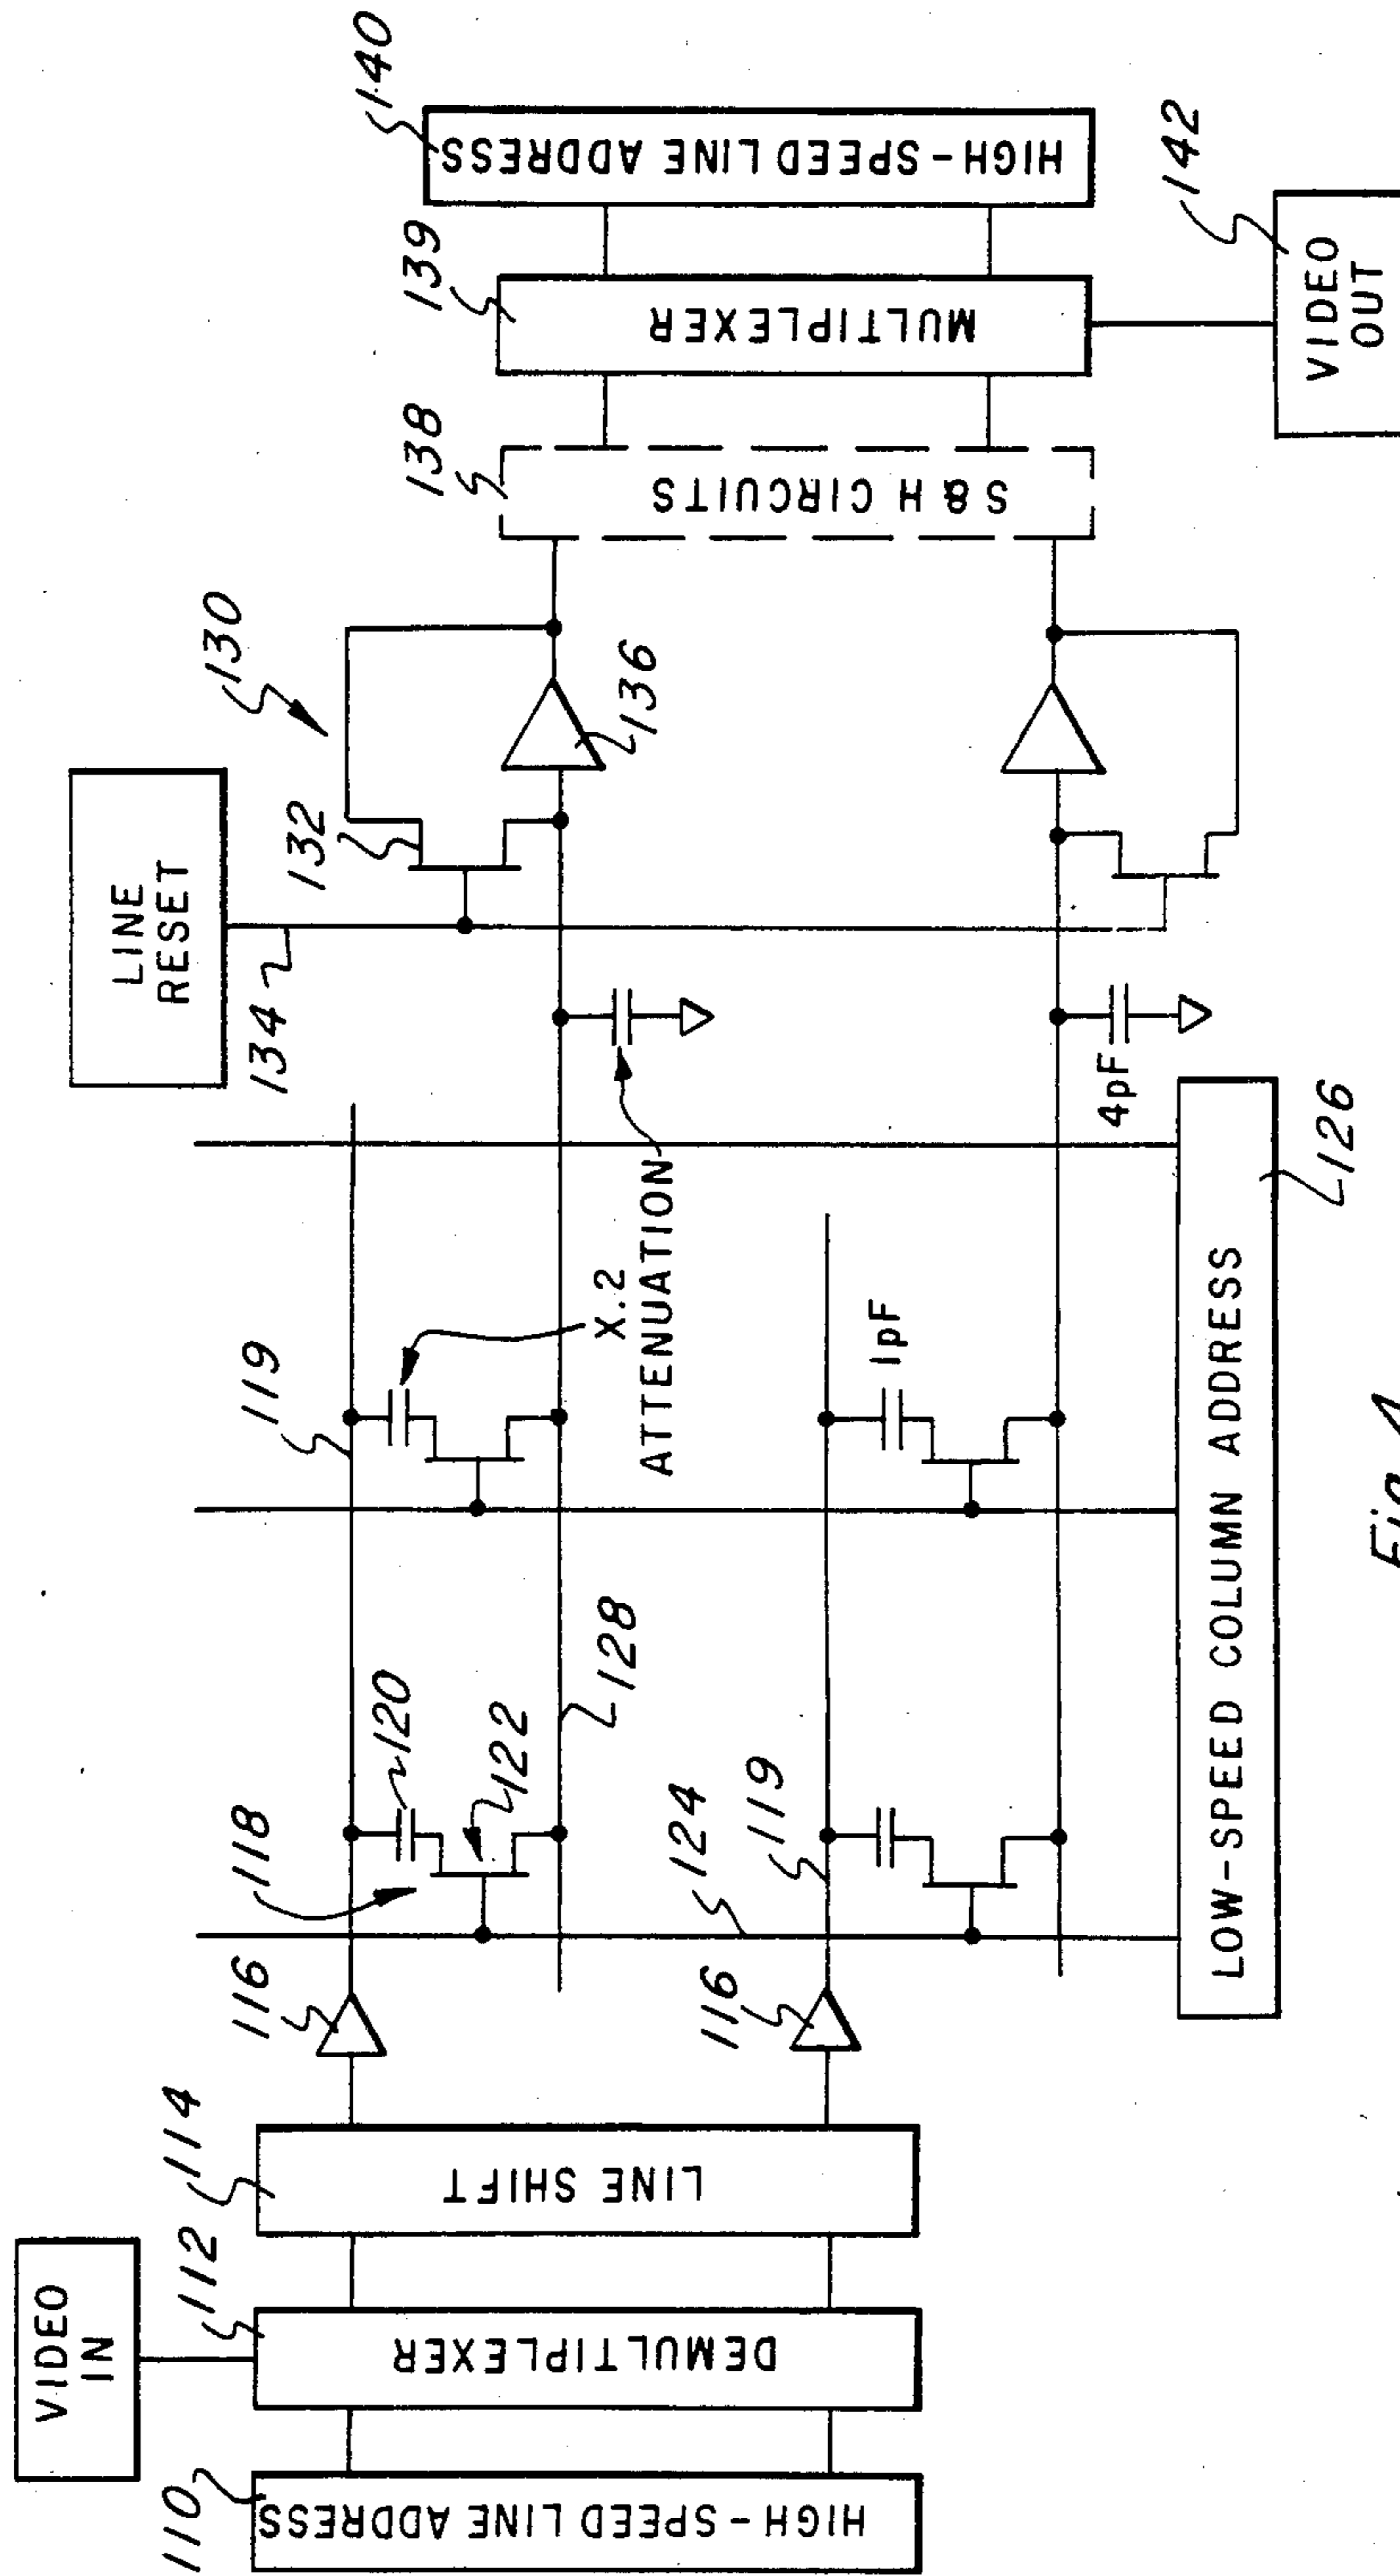 VIDEO
IN
110
112
114
HIGH-SPEED LINE ADDRESS
DEMULTIPLEXER
LINE SHIFT
116
116
118
120
122
124
119
119
128
X.2
ATTENUATION
1pF
4pF
LOW-SPEED COLUMN ADDRESS
126
LINE
RESET
134
132
130
136
138
S&H CIRCUITS
139
MULTIPLEXER
140
HIGH-SPEED LINE ADDRESS
142
VIDEO
OUT
Fig. 4